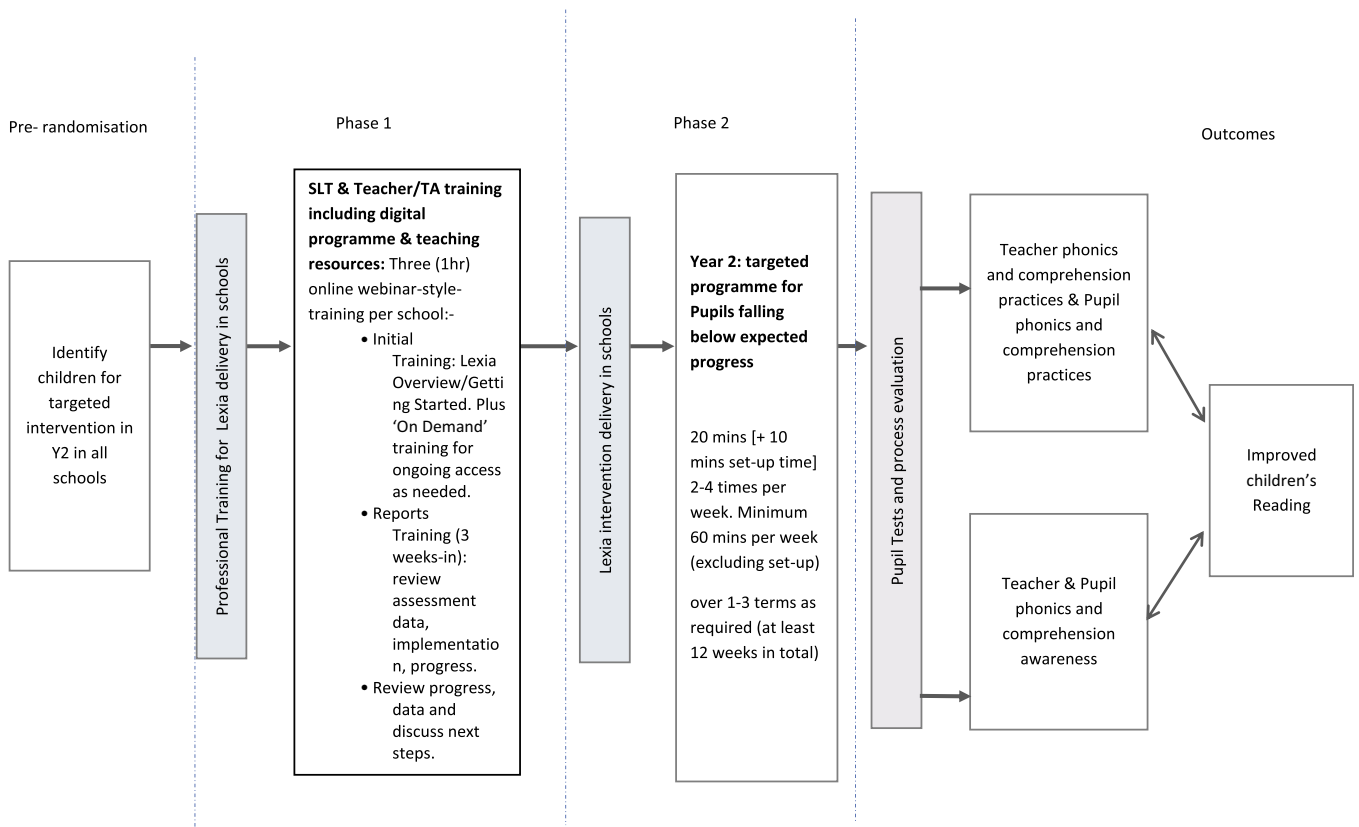 Pre- randomisation
Identify
children for
targeted
intervention in
Y2 in all
schools
Professional Training for  Lexia delivery in schools
Phase 1
SLT & Teacher/TA training
including digital
programme & teaching
resources: Three (1hr)
online webinar-style-
training per school:-
• Initial
Training: Lexia
Overview/Getti
ng Started. Plus
‘On Demand’
training for
ongoing access
as needed.
• Reports
Training (3
weeks-in):
review
assessment
data,
implementatio
n, progress.
• Review progress,
data and
discuss next
steps.
Lexia intervention delivery in schools
Phase 2
Year 2: targeted
programme for
Pupils falling
below expected
progress
20 mins [+ 10
mins set-up time]
2-4 times per
week. Minimum
60 mins per week
(excluding set-up)
over 1-3 terms as
required (at least
12 weeks in total)
Pupil Tests and process evaluation
Outcomes
Teacher phonics
and comprehension
practices & Pupil
phonics and
comprehension
practices
Teacher & Pupil
phonics and
comprehension
awareness
Improved
children’s
Reading